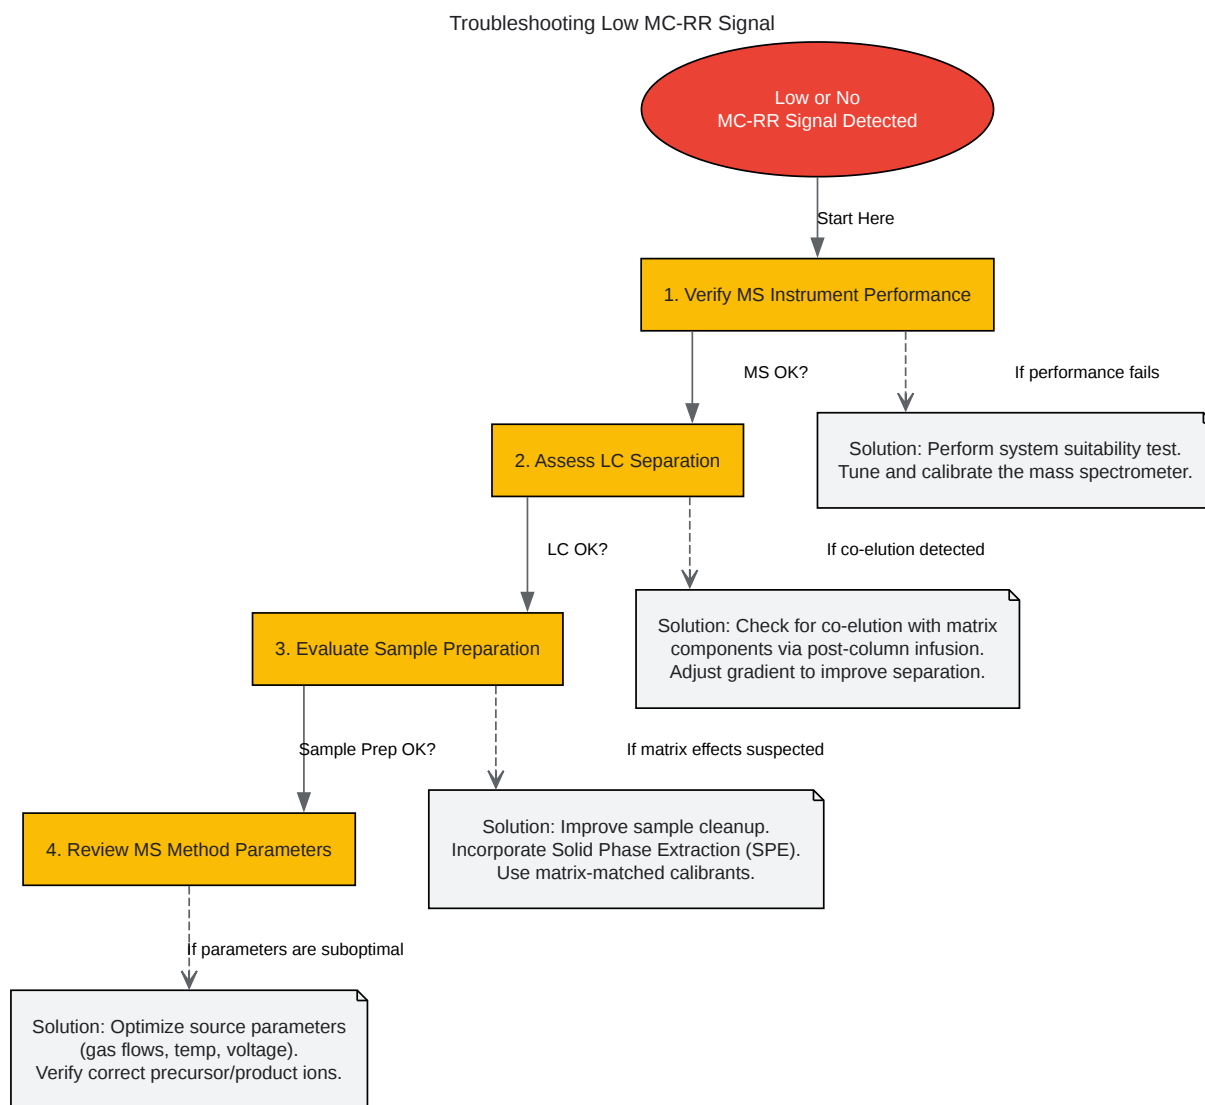 Troubleshooting Low MC-RR Signal
Low or No
MC-RR Signal Detected
Start Here
1. Verify MS Instrument Performance
MS OK?
If performance fails
Solution: Perform system suitability test.
Tune and calibrate the mass spectrometer.
2. Assess LC Separation
LC OK?
If co-elution detected
Solution: Check for co-elution with matrix
components via post-column infusion.
Adjust gradient to improve separation.
3. Evaluate Sample Preparation
Sample Prep OK?
If matrix effects suspected
Solution: Improve sample cleanup.
Incorporate Solid Phase Extraction (SPE).
Use matrix-matched calibrants.
4. Review MS Method Parameters
If parameters are suboptimal
Solution: Optimize source parameters
(gas flows, temp, voltage).
Verify correct precursor/product ions.